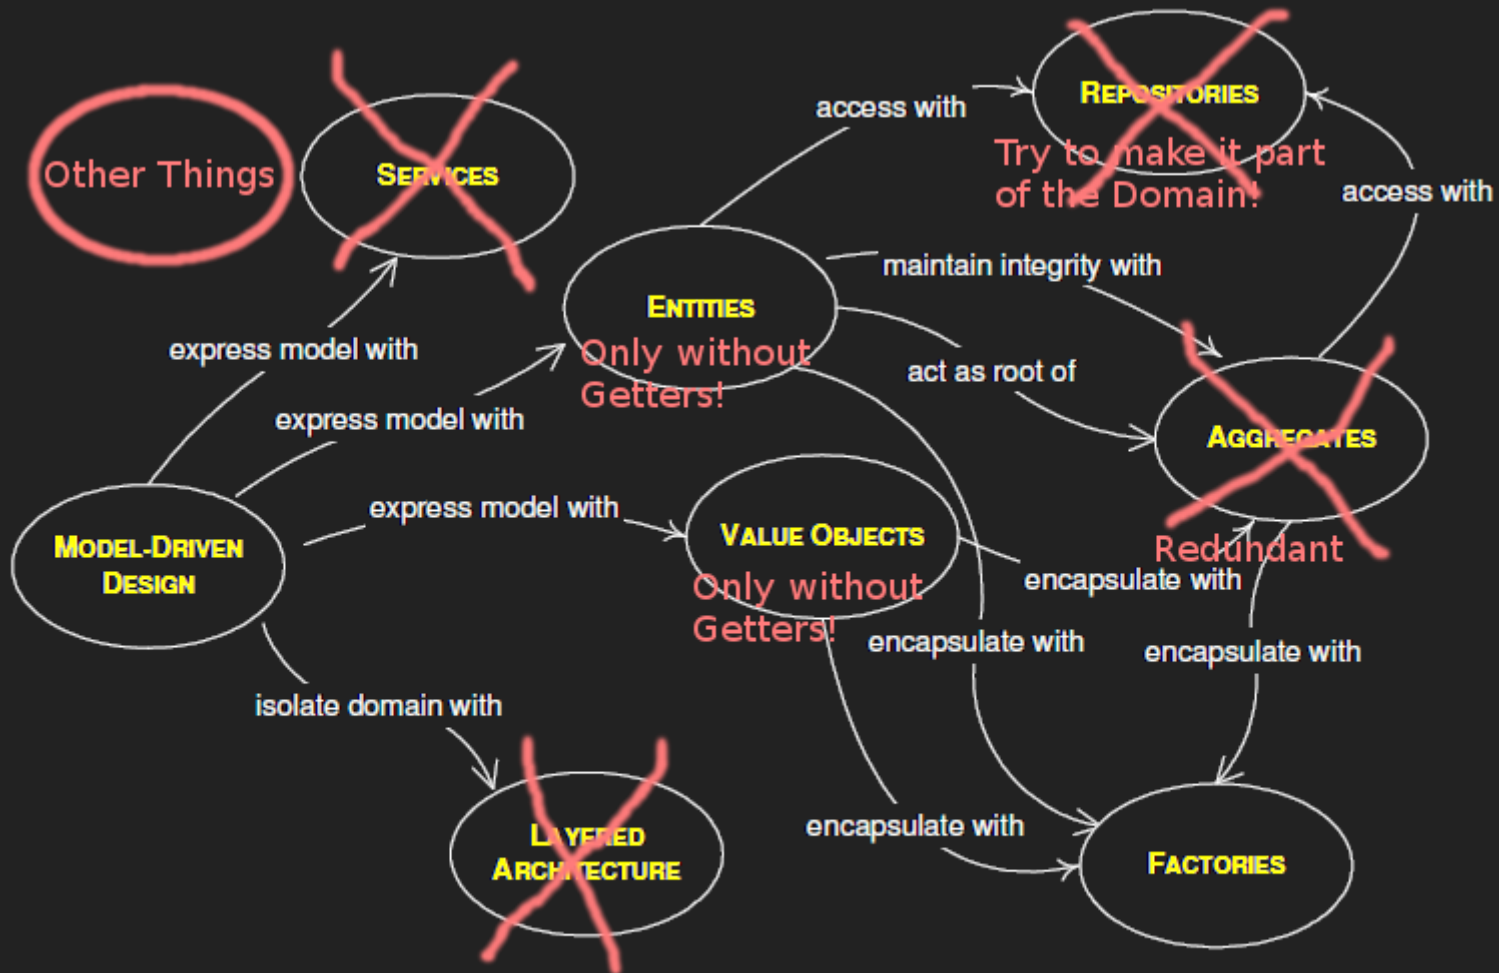 REPOSITORIES
access with
Try to make it part
of the Domain!
Other Things
SERVICES
access with
maintain integrity with
ENTITIES
Only without
Getters!
express model with
act as root of
express model with
AGGREGATES
express model with
VALUE OBJECTS
Only without
Getters!
MODEL-DRIVEN
DESIGN
Redundant
encapsulate with
encapsulate with
encapsulate with
isolate domain with
encapsulate with
LAYERED
ARCHITECTURE
FACTORIES